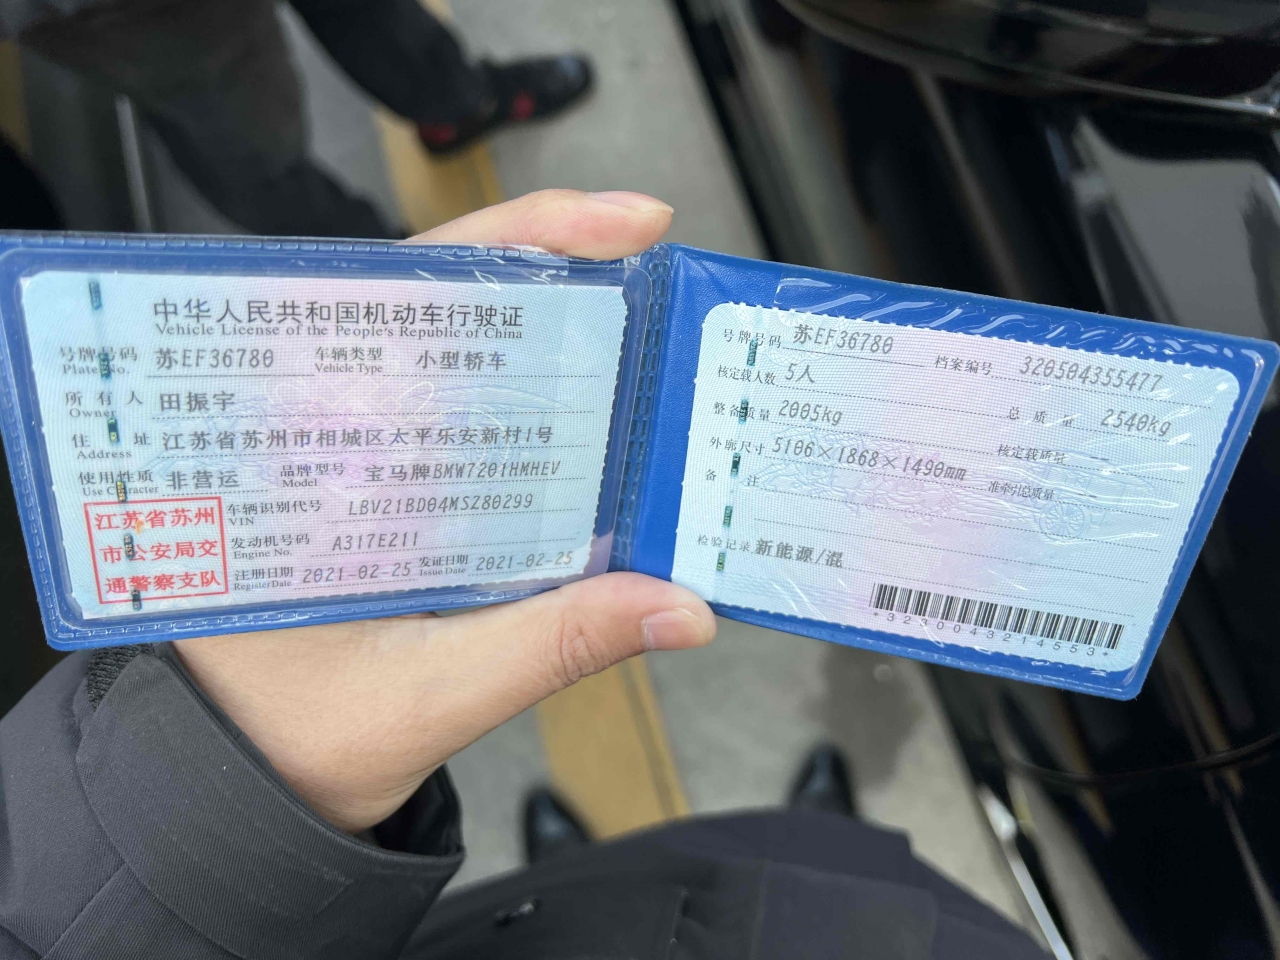 中华人民共和国机动车行驶证
Vehicle License of the People's Republic of China
号牌号码 苏EF36780 车辆类型 小型轿车
Plate No. Vehicle Type
所有人 田振宇
Owner
住址 江苏省苏州市相城区太平乐安新村1号
Address
使用性质 非营运 品牌型号 宝马牌BMW7201HMHEV
Use Character Model
江苏省苏州
市公安局交
通警察支队
车辆识别代号 LBV21BD04MSZ80299
VIN
发动机号码 A317E211
Engine No.
注册日期 2021-02-25 发证日期 2021-02-25
Register Date Issue Date
号牌号码 苏EF36780 档案编号 320504355477
核定载人数 5人 总质量 2540kg
整备质量 2005kg 核定载质量 --
外廓尺寸 5106×1868×1490mm 准牵引总质量 --
备注
检验记录 新能源/混
*3230043214553*